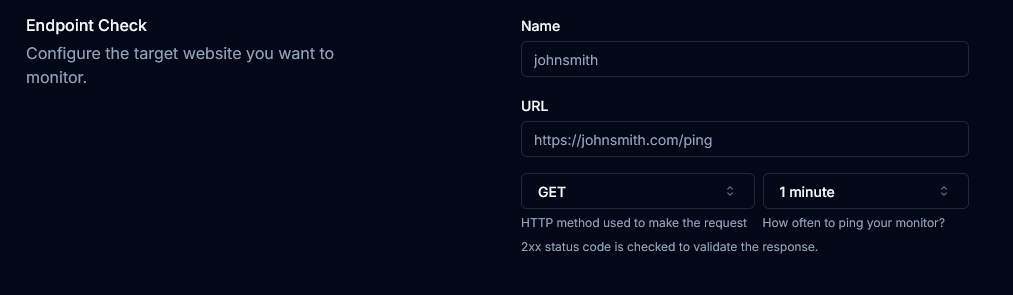 Endpoint Check
Configure the target website you want to
monitor.
Name
johnsmith
URL
https://johnsmith.com/ping
GET
1 minute
HTTP method used to make the request
How often to ping your monitor?
2xx status code is checked to validate the response.